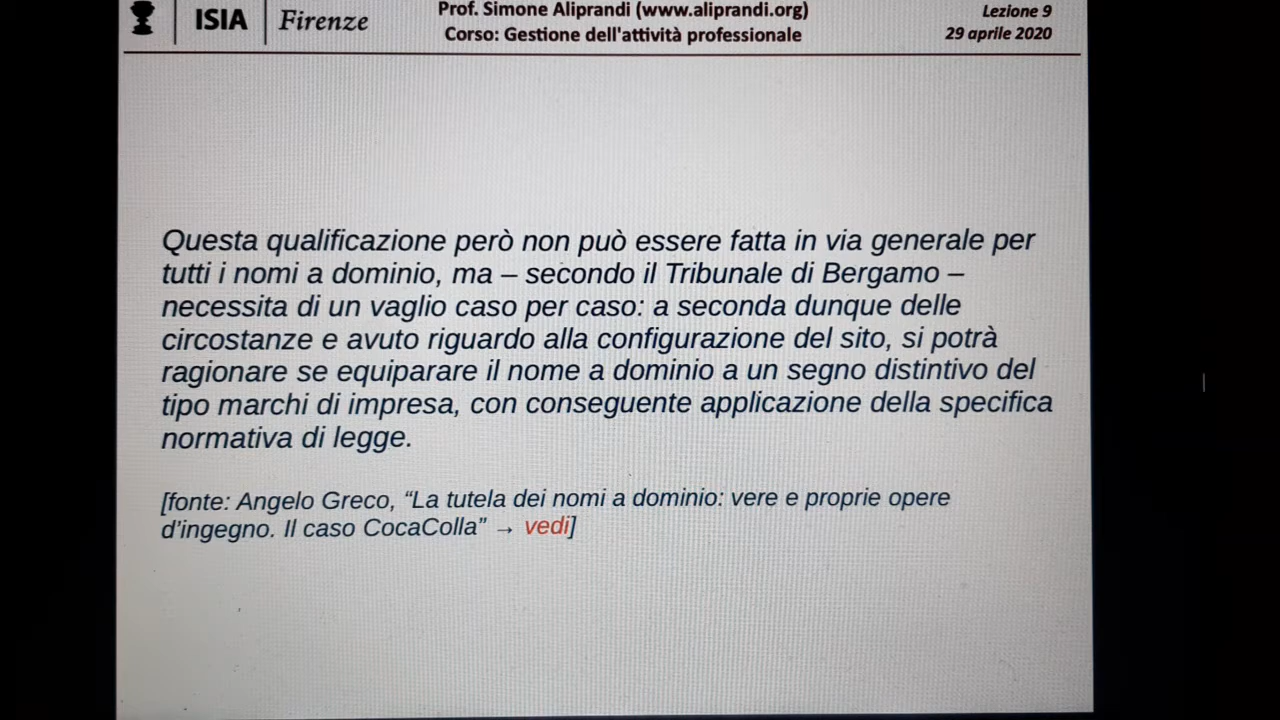 ISIA Firenze
Prof. Simone Aliprandi (www.aliprandi.org)
Corso: Gestione dell'attività professionale
Lezione 9
29 aprile 2020
Questa qualificazione però non può essere fatta in via generale per
tutti i nomi a dominio, ma – secondo il Tribunale di Bergamo –
necessita di un vaglio caso per caso: a seconda dunque delle
circostanze e avuto riguardo alla configurazione del sito, si potrà
ragionare se equiparare il nome a dominio a un segno distintivo del
tipo marchi di impresa, con conseguente applicazione della specifica
normativa di legge.
[fonte: Angelo Greco, “La tutela dei nomi a dominio: vere e proprie opere
d’ingegno. Il caso CocaColla” → vedi]